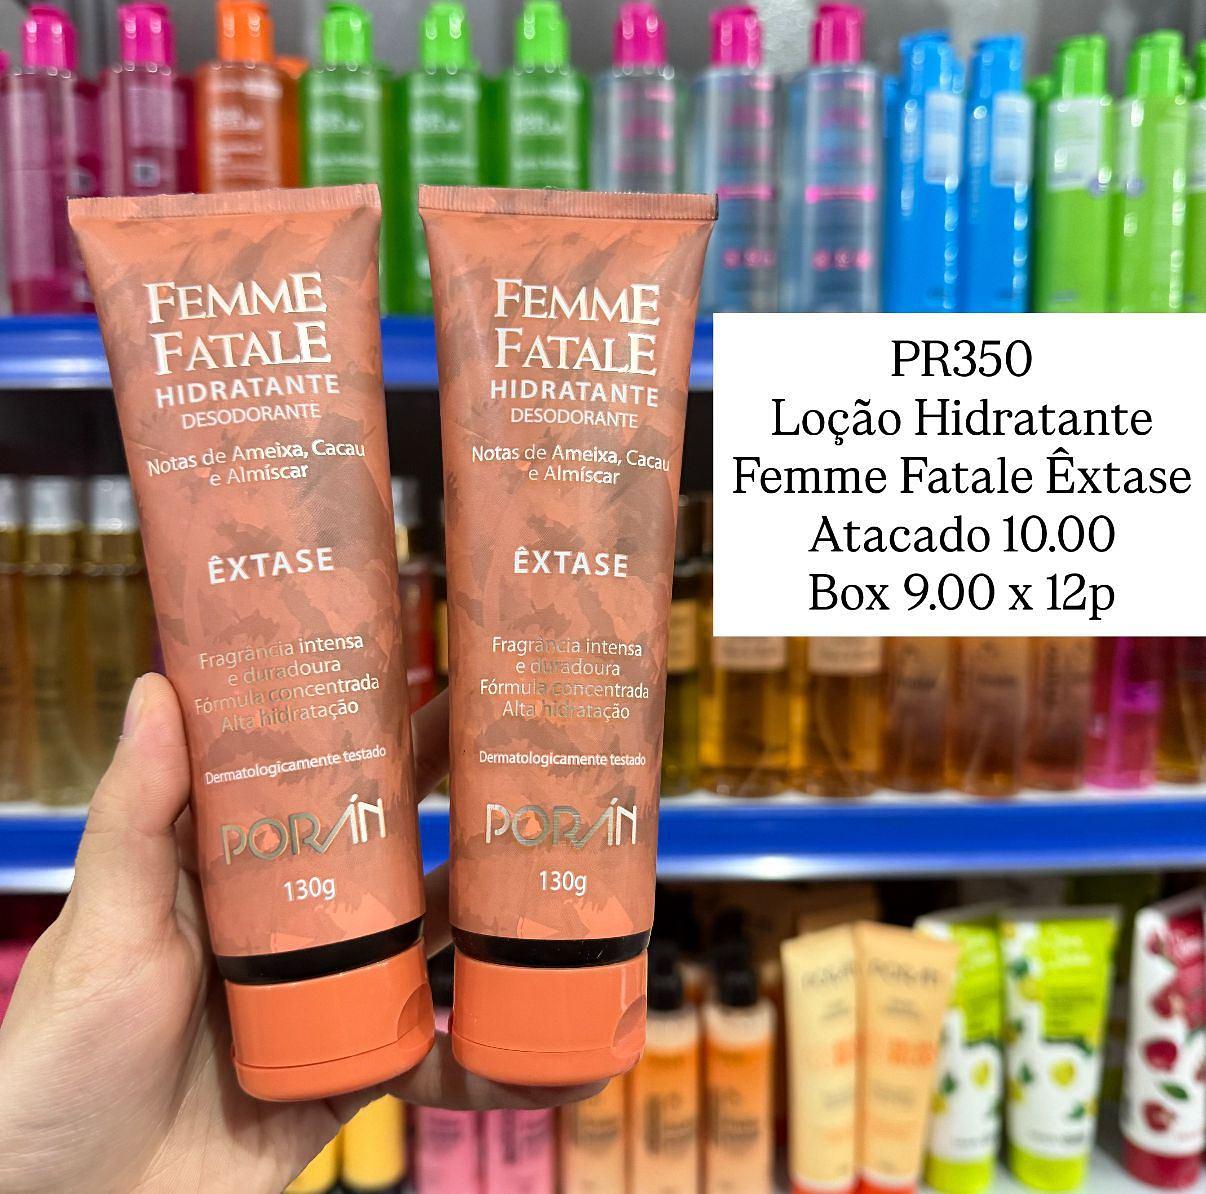 FEMME
FATALE
HIDRATANTE
DESODORANTE
Notas de Ameixa, Cacau
e Almíscar
ÊXTASE
Fragrância intensa
e duradoura
Fórmula concentrada
Alta hidratação
Dermatologicamente testado
PORÁN
130g
FEMME
FATALE
HIDRATANTE
DESODORANTE
Notas de Ameixa, Cacau
e Almíscar
ÊXTASE
Fragrância intensa
e duradoura
Fórmula concentrada
Alta hidratação
Dermatologicamente testado
PORÁN
130g
PR350
Loção Hidratante
Femme Fatale Êxtase
Atacado 10.00
Box 9.00 x 12p